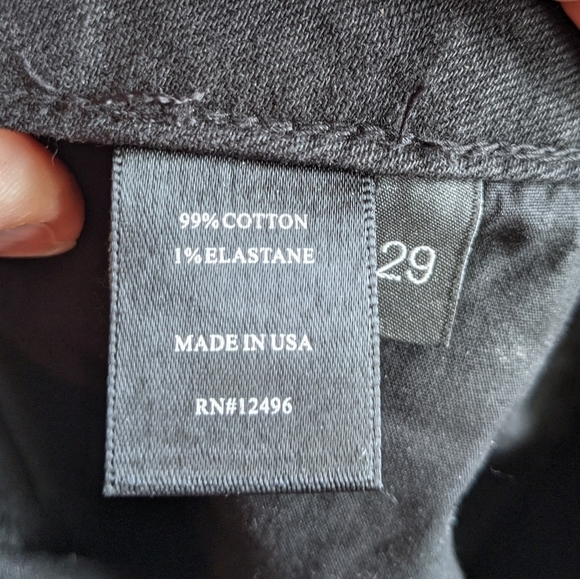 99% COTTON
1% ELASTANE
29
MADE IN USA
RN#12496